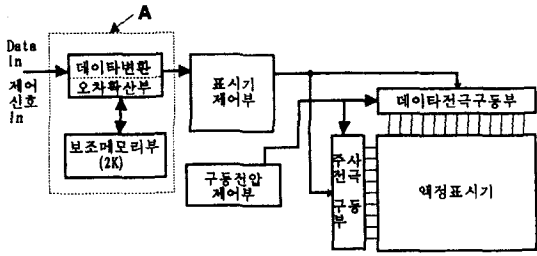 A
Data
In
제어
신호
In
데이타변환
오차확산부
보조메모리부
(2K)
표시기
제어부
구동전압
제어부
데이타전극구동부
주사
전극
구동
부
액정표시기